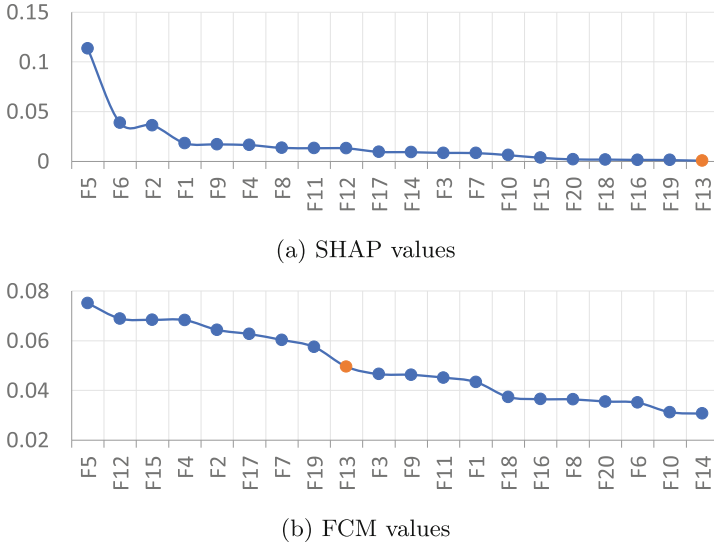 0.15
0.1
0.05
0
F5 F6 F2 F1 F9 F4 F8 F11 F12 F17 F14 F3 F7 F10 F15 F20 F18 F16 F19 F13
(a) SHAP values
0.08
0.06
0.04
0.02
F5 F12 F15 F4 F2 F17 F7 F19 F13 F3 F9 F11 F1 F18 F16 F8 F20 F6 F10 F14
(b) FCM values